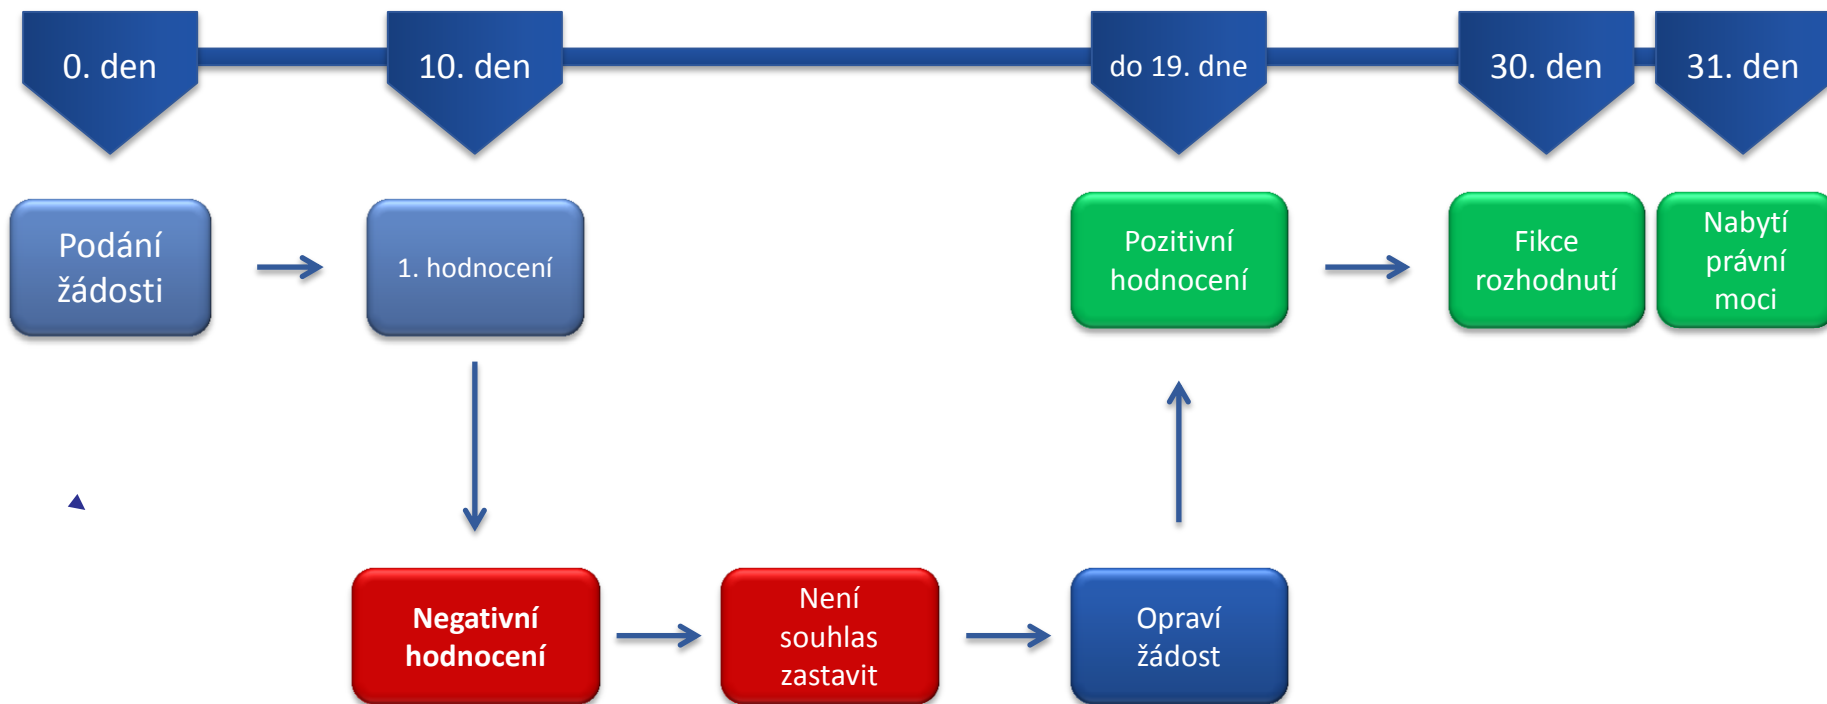 0. den
10. den
do 19. dne
30. den
31. den
Podání
žádosti
1. hodnocení
Pozitivní
hodnocení
Fikce
rozhodnutí
Nabytí
právní
moci
Negativní
hodnocení
Není
souhlas
zastavit
Opraví
žádost